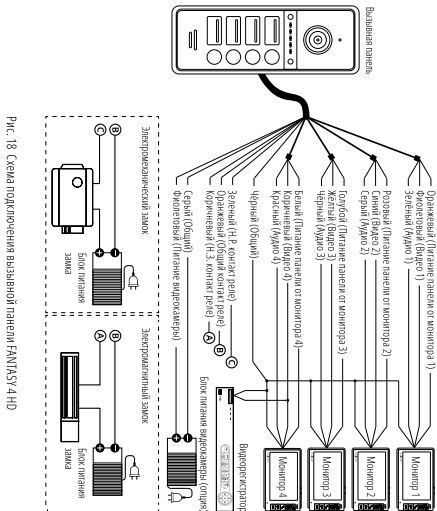 Вызывная панель
Оранжевый (Питание панели от монитора 1)
Фиолетовый (Видео 1)
Зелёный (Аудио 1)
Розовый (Питание панели от монитора 2)
Синий (Видео 2)
Серый (Аудио 2)
Голубой (Питание панели от монитора 3)
Жёлтый (Видео 3)
Чёрный (Аудио 3)
Белый (Питание панели от монитора 4)
Коричневый (Видео 4)
Красный (Аудио 4)
Чёрный (Общий)
Зеленый (Н.Р. контакт реле)
Оранжевый (Общий контакт реле)
Коричневый (Н.З. контакт реле)
Серый (Общий)
Фиолетовый (Питание видеокамеры)
C
B
A
Монитор 1
Монитор 2
Монитор 3
Монитор 4
Видеорегистратор
Блок питания видеокамеры (опция)
Электромеханический замок
B
C
Блок питания
замка
Электромагнитный замок
B
A
Блок питания
замка
Рис. 18 Схема подключения вызывной панели FANTASY 4 HD